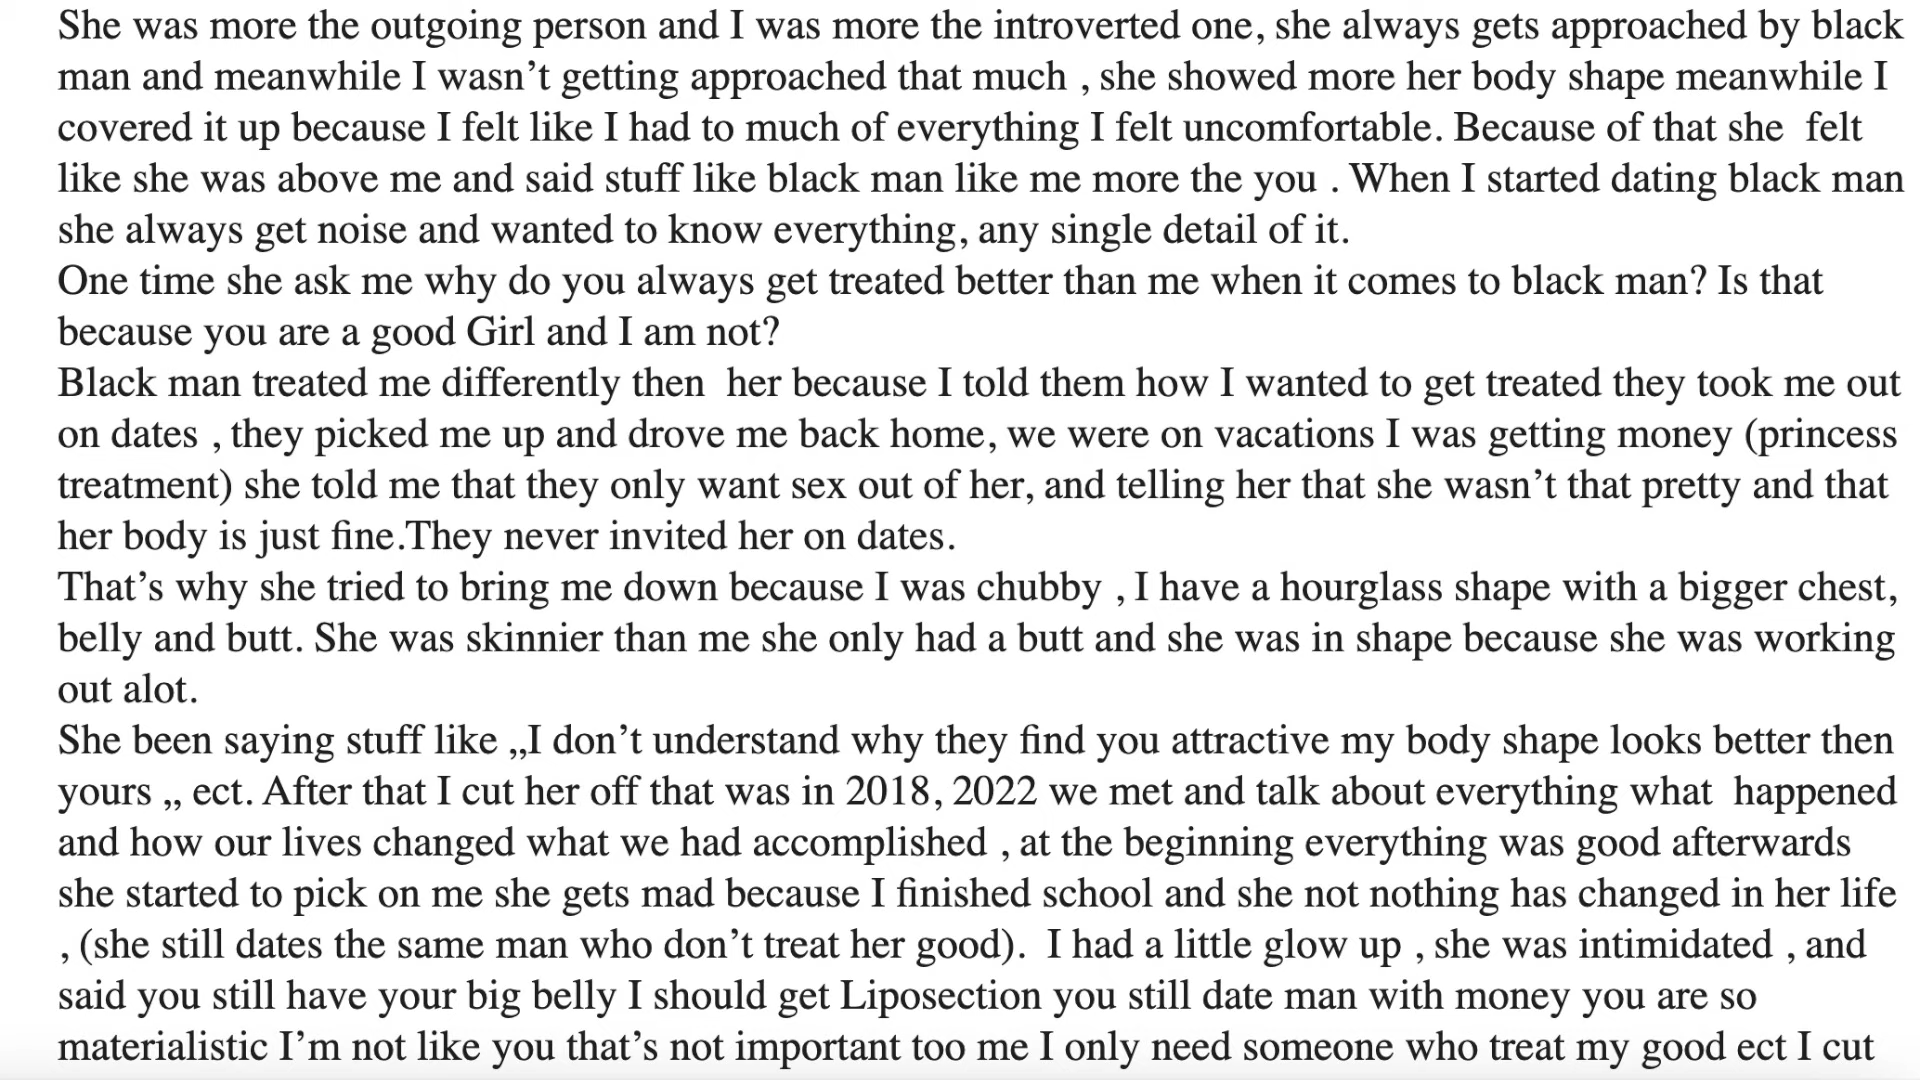 She was more the outgoing person and I was more the introverted one, she always gets approached by black
man and meanwhile I wasn’t getting approached that much , she showed more her body shape meanwhile I
covered it up because I felt like I had to much of everything I felt uncomfortable. Because of that she  felt
like she was above me and said stuff like black man like me more the you . When I started dating black man
she always get noise and wanted to know everything, any single detail of it.
One time she ask me why do you always get treated better than me when it comes to black man? Is that
because you are a good Girl and I am not?
Black man treated me differently then  her because I told them how I wanted to get treated they took me out
on dates , they picked me up and drove me back home, we were on vacations I was getting money (princess
treatment) she told me that they only want sex out of her, and telling her that she wasn’t that pretty and that
her body is just fine.They never invited her on dates.
That’s why she tried to bring me down because I was chubby , I have a hourglass shape with a bigger chest,
belly and butt. She was skinnier than me she only had a butt and she was in shape because she was working
out alot.
She been saying stuff like „I don’t understand why they find you attractive my body shape looks better then
yours „ ect. After that I cut her off that was in 2018, 2022 we met and talk about everything what  happened
and how our lives changed what we had accomplished , at the beginning everything was good afterwards
she started to pick on me she gets mad because I finished school and she not nothing has changed in her life
, (she still dates the same man who don’t treat her good).  I had a little glow up , she was intimidated , and
said you still have your big belly I should get Liposection you still date man with money you are so
materialistic I’m not like you that’s not important too me I only need someone who treat my good ect I cut